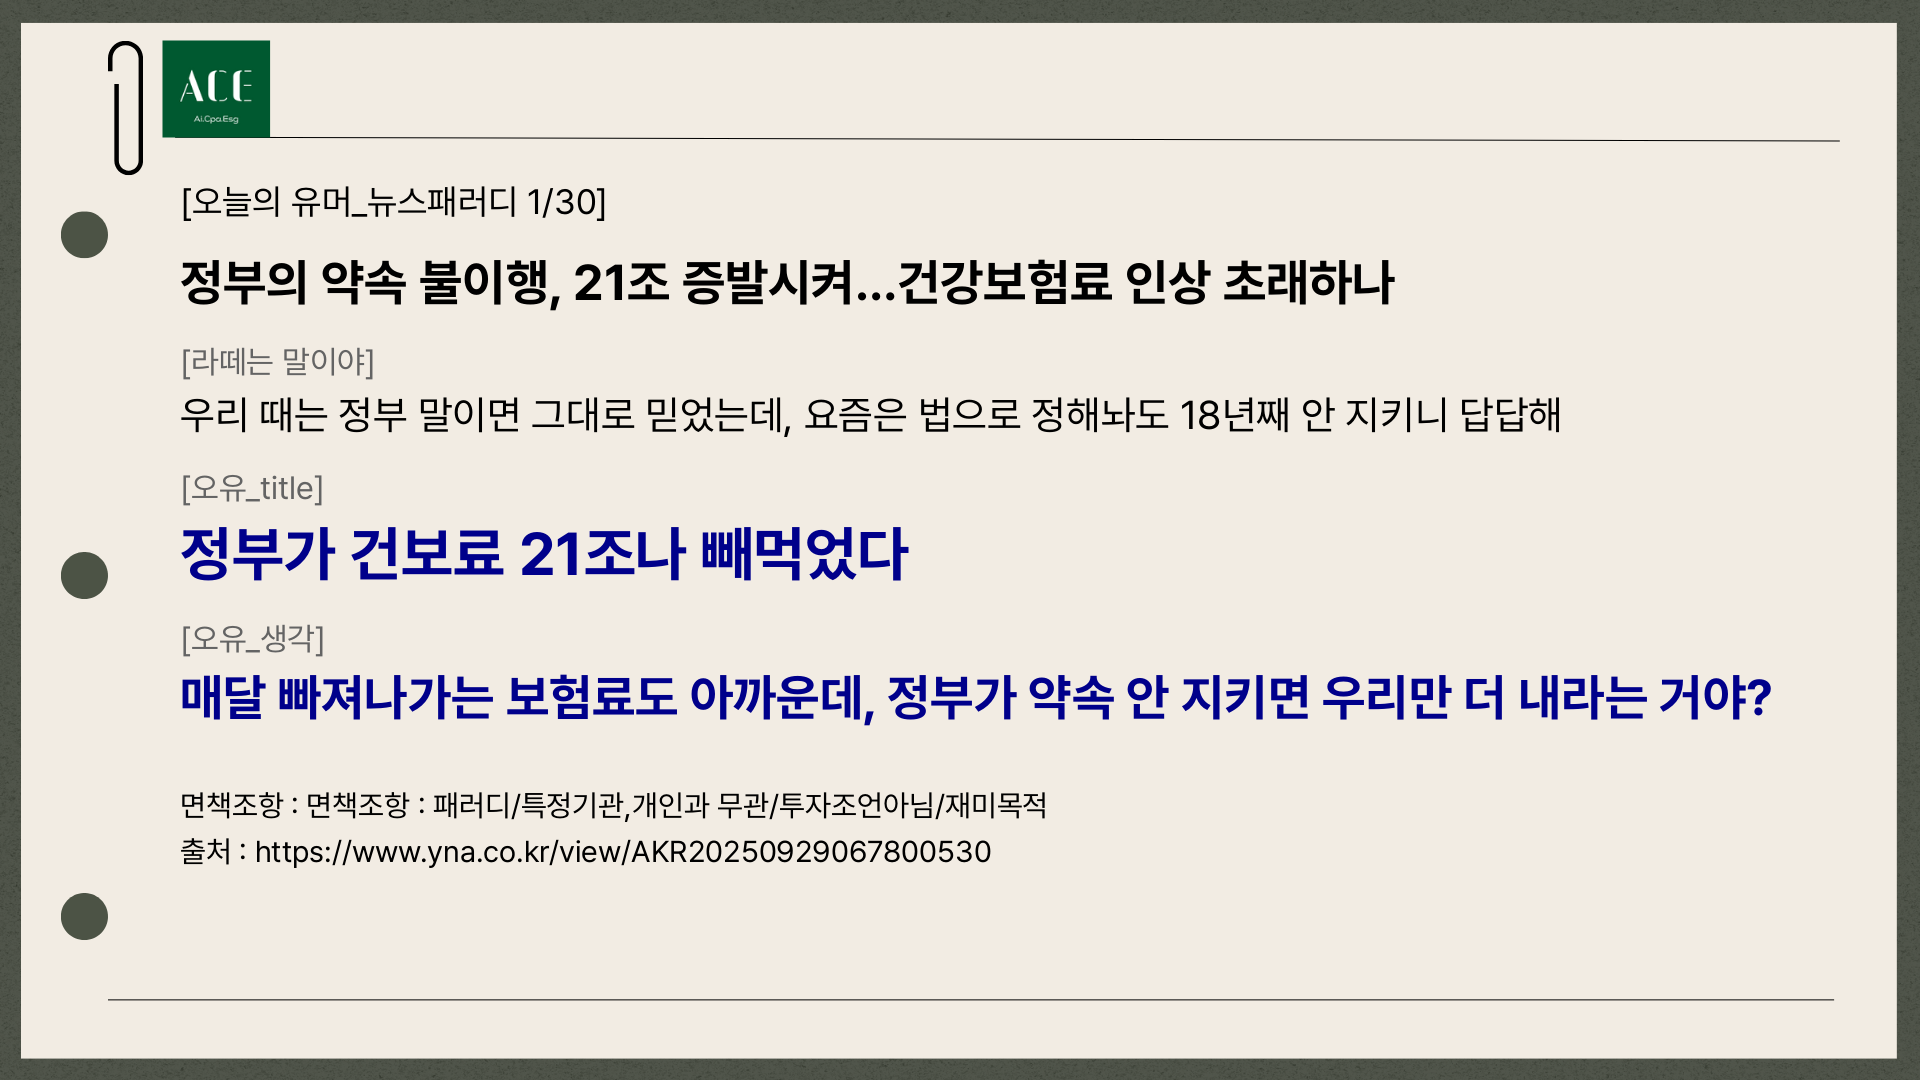 ACE
Ai.Cpa.Esg
[오늘의 유머_뉴스패러디 1/30]
정부의 약속 불이행, 21조 증발시켜...건강보험료 인상 초래하나
[라떼는 말이야]
우리 때는 정부 말이면 그대로 믿었는데, 요즘은 법으로 정해놔도 18년째 안 지키니 답답해
[오유_title]
정부가 건보료 21조나 빼먹었다
[오유_생각]
매달 빠져나가는 보험료도 아까운데, 정부가 약속 안 지키면 우리만 더 내라는 거야?
면책조항 : 면책조항 : 패러디/특정기관,개인과 무관/투자조언아님/재미목적
출처 : https://www.yna.co.kr/view/AKR20250929067800530